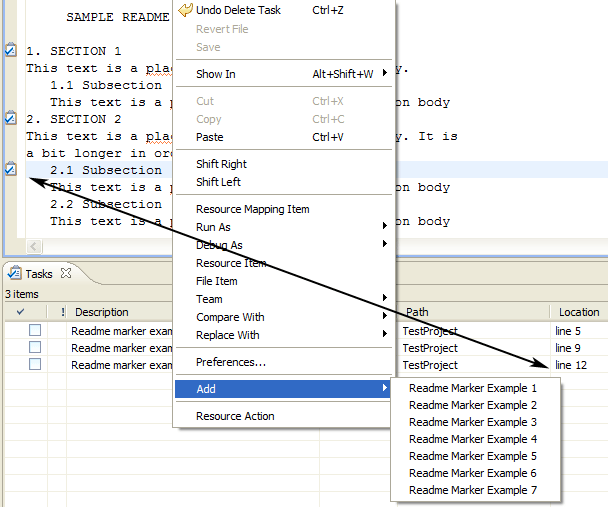 SAMPLE README
1. SECTION 1
This text is a plac y.
1.1 Subsection
This text is a p on body
2. SECTION 2
This text is a plac y. It is
a bit longer in orc
2.1 Subsection
This text is a p on body
2.2 Subsection
This text is a p on body
Undo Delete Task Ctrl+Z
Revert File
Save
Show In Alt+Shift+W
Cut Ctrl+X
Copy Ctrl+C
Paste Ctrl+V
Shift Right
Shift Left
Resource Mapping Item
Run As
Debug As
Resource Item
File Item
Team
Compare With
Replace With
Preferences...
Add
Resource Action
Readme Marker Example 1
Readme Marker Example 2
Readme Marker Example 3
Readme Marker Example 4
Readme Marker Example 5
Readme Marker Example 6
Readme Marker Example 7
Tasks
3 items
! Description Path Location
Readme marker exam TestProject line 5
Readme marker exam TestProject line 9
Readme marker exam TestProject line 12